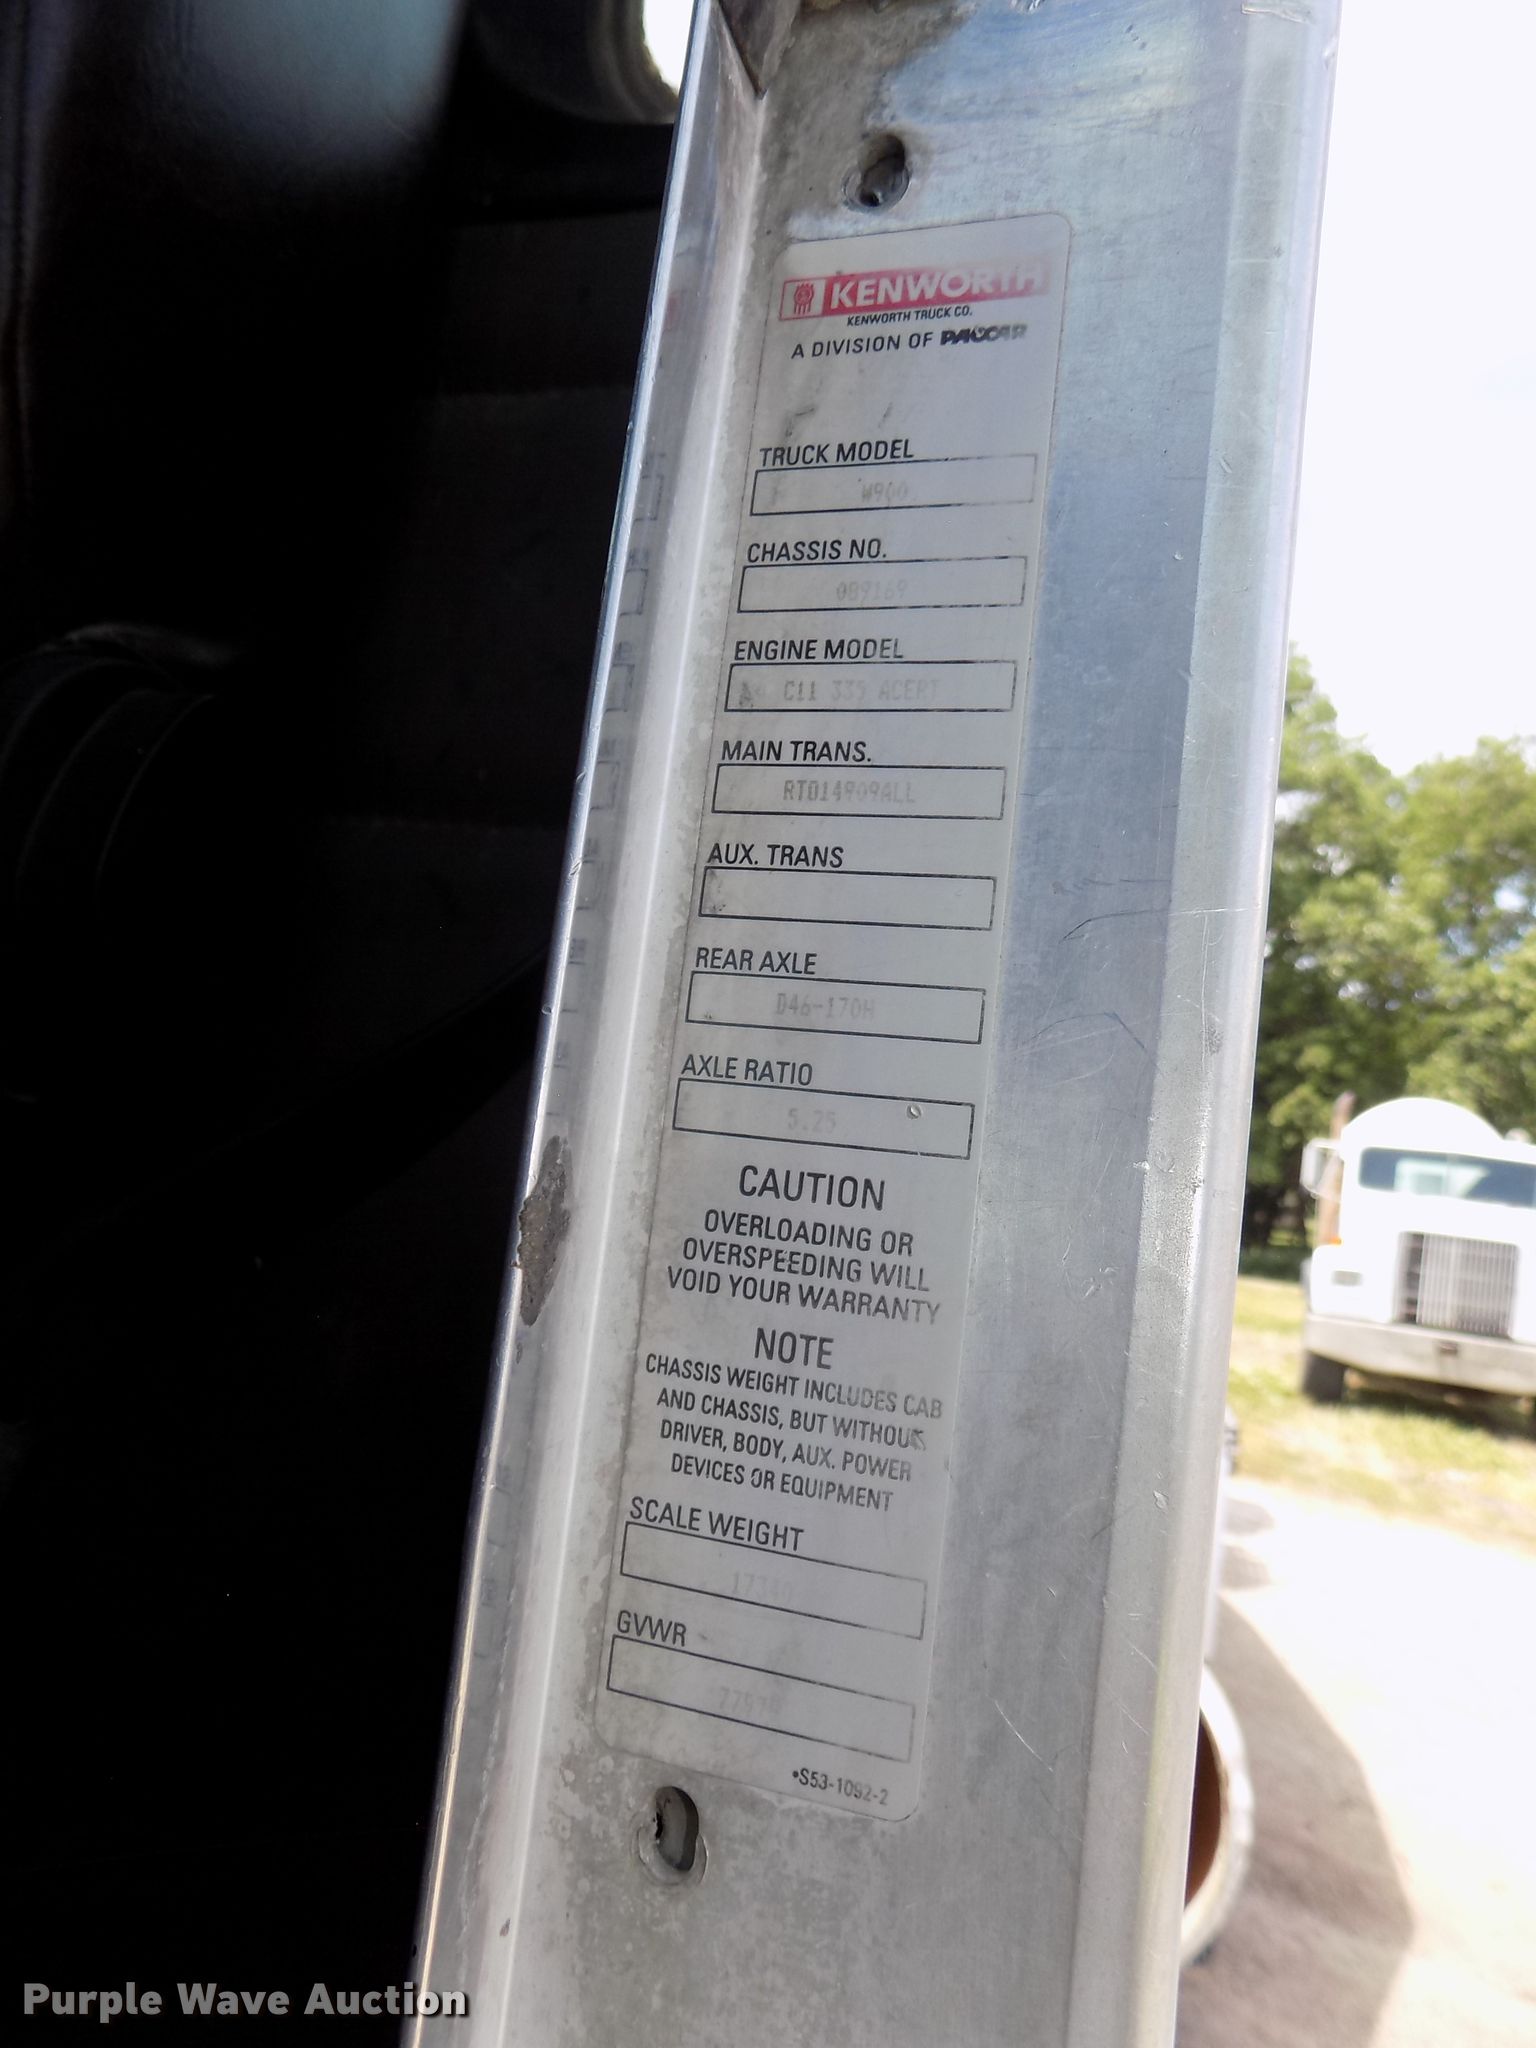 KENWORTH
KENWORTH TRUCK CO.
A DIVISION OF PACCAR
TRUCK MODEL
W900
CHASSIS NO.
089169
ENGINE MODEL
C11 335 ACERT
MAIN TRANS.
RTO14909ALL
AUX. TRANS
REAR AXLE
D46-170H
AXLE RATIO
5.25
CAUTION
OVERLOADING OR
OVERSPEEDING WILL
VOID YOUR WARRANTY
NOTE
CHASSIS WEIGHT INCLUDES CAB
AND CHASSIS, BUT WITHOUT
DRIVER, BODY, AUX. POWER
DEVICES OR EQUIPMENT
SCALE WEIGHT
17340
GVWR
•S53-1092-2
Purple Wave Auction